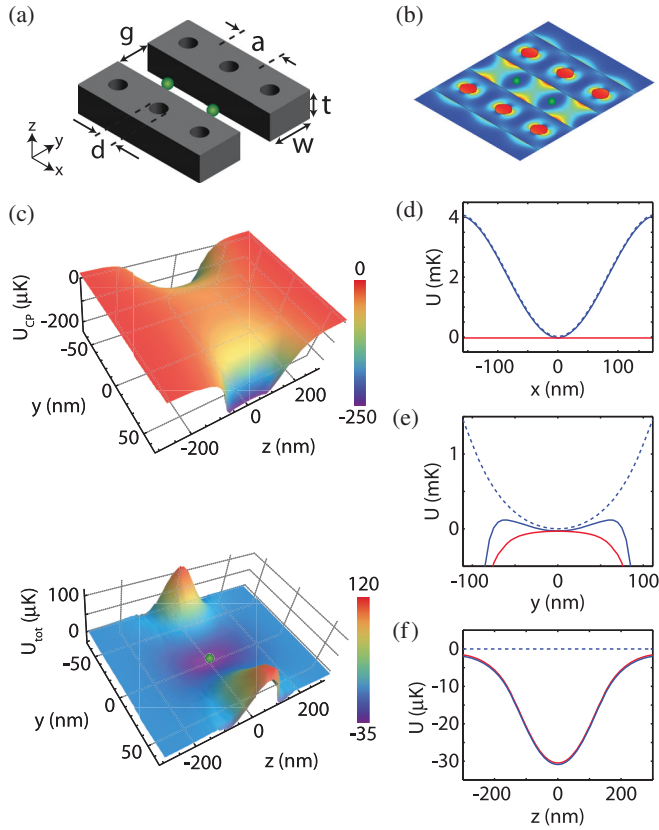 (a)
g
a
t
w
d
z
y
x
(b)
(c)
0
-200
U_CP (μK)
-50
0
50
y (nm)
-200
0
200
z (nm)
0
-250
(d)
4
2
0
U (mK)
-100
0
100
x (nm)
(e)
1
0
U (mK)
-100
0
100
y (nm)
100
0
U_tot (μK)
-50
0
50
y (nm)
-200
0
200
z (nm)
120
-35
(f)
0
-10
-20
-30
U (μK)
-200
0
200
z (nm)